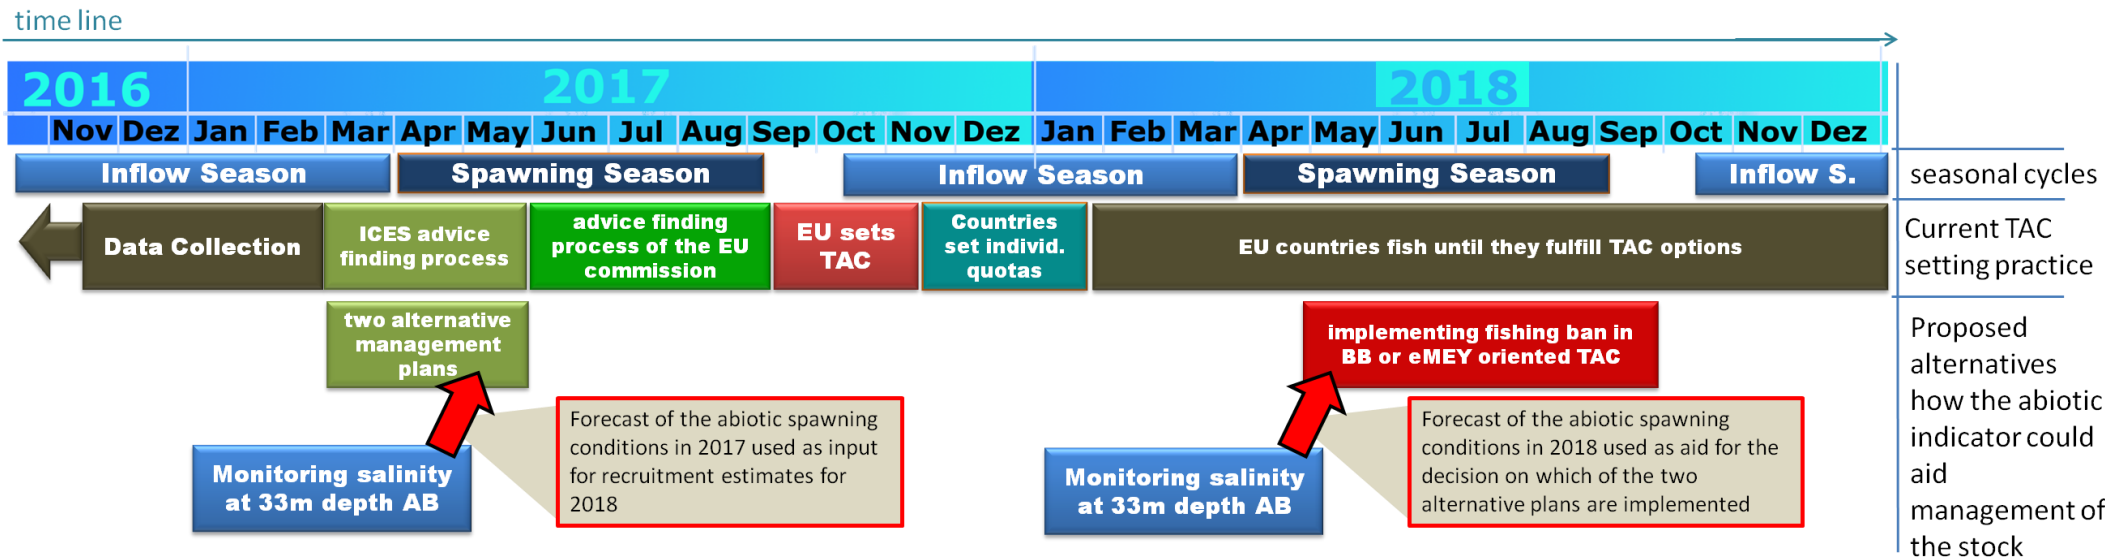 time line
2016 2017 2018
Nov Dez Jan Feb Mar Apr May Jun Jul Aug Sep Oct Nov Dez Jan Feb Mar Apr May Jun Jul Aug Sep Oct Nov Dez
Inflow Season
Spawning Season
Inflow Season
Spawning Season
Inflow S.
seasonal cycles
Data Collection
ICES advice
finding process
advice finding
process of the EU
commission
EU sets
TAC
Countries
set individ.
quotas
EU countries fish until they fulfill TAC options
Current TAC
setting practice
two alternative
management
plans
implementing fishing ban in
BB or eMEY oriented TAC
Monitoring salinity
at 33m depth AB
Forecast of the abiotic spawning
conditions in 2017 used as input
for recruitment estimates for
2018
Monitoring salinity
at 33m depth AB
Forecast of the abiotic spawning
conditions in 2018 used as aid for the
decision on which of the two
alternative plans are implemented
Proposed
alternatives
how the abiotic
indicator could
aid
management of
the stock